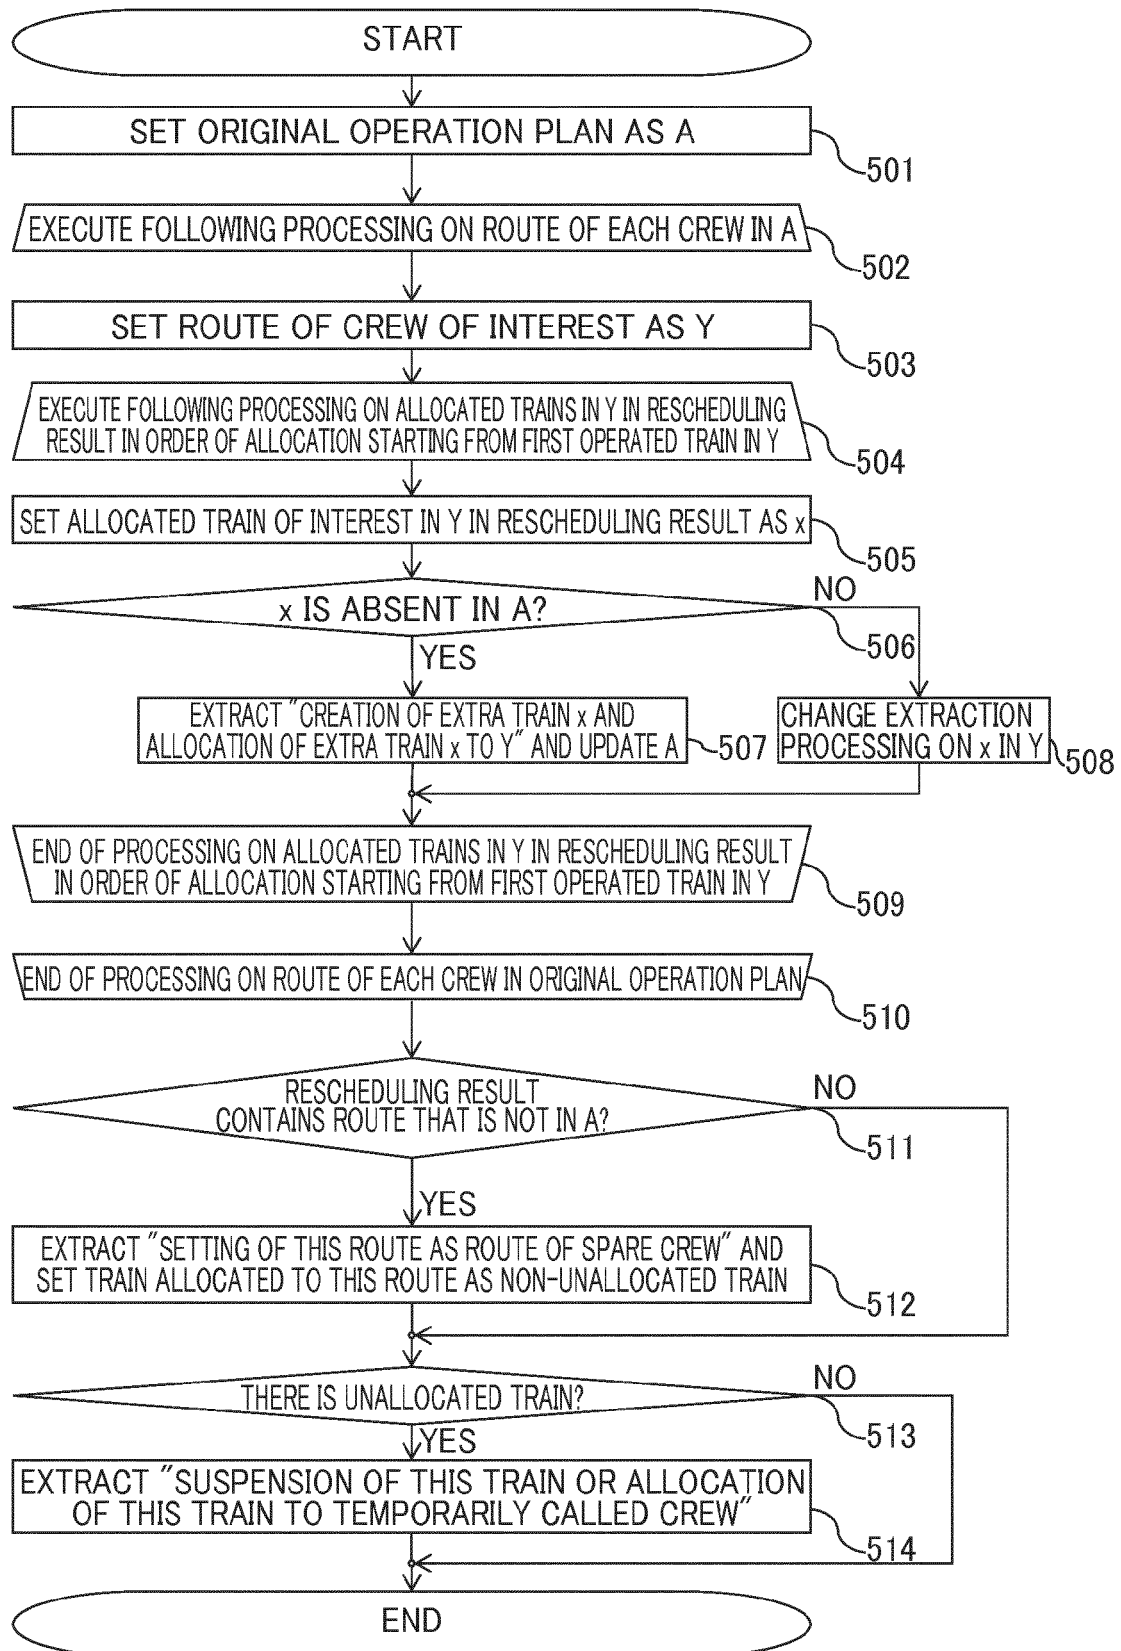 START
SET ORIGINAL OPERATION PLAN AS A
501
EXECUTE FOLLOWING PROCESSING ON ROUTE OF EACH CREW IN A
502
SET ROUTE OF CREW OF INTEREST AS Y
503
EXECUTE FOLLOWING PROCESSING ON ALLOCATED TRAINS IN Y IN RESCHEDULING
RESULT IN ORDER OF ALLOCATION STARTING FROM FIRST OPERATED TRAIN IN Y
504
SET ALLOCATED TRAIN OF INTEREST IN Y IN RESCHEDULING RESULT AS x
505
x IS ABSENT IN A?
NO
506
YES
EXTRACT "CREATION OF EXTRA TRAIN x AND
ALLOCATION OF EXTRA TRAIN x TO Y" AND UPDATE A
507
CHANGE EXTRACTION
PROCESSING ON x IN Y
508
END OF PROCESSING ON ALLOCATED TRAINS IN Y IN RESCHEDULING RESULT
IN ORDER OF ALLOCATION STARTING FROM FIRST OPERATED TRAIN IN Y
509
END OF PROCESSING ON ROUTE OF EACH CREW IN ORIGINAL OPERATION PLAN
510
RESCHEDULING RESULT
CONTAINS ROUTE THAT IS NOT IN A?
NO
511
YES
EXTRACT "SETTING OF THIS ROUTE AS ROUTE OF SPARE CREW" AND
SET TRAIN ALLOCATED TO THIS ROUTE AS NON-UNALLOCATED TRAIN
512
THERE IS UNALLOCATED TRAIN?
NO
513
YES
EXTRACT "SUSPENSION OF THIS TRAIN OR ALLOCATION
OF THIS TRAIN TO TEMPORARILY CALLED CREW"
514
END